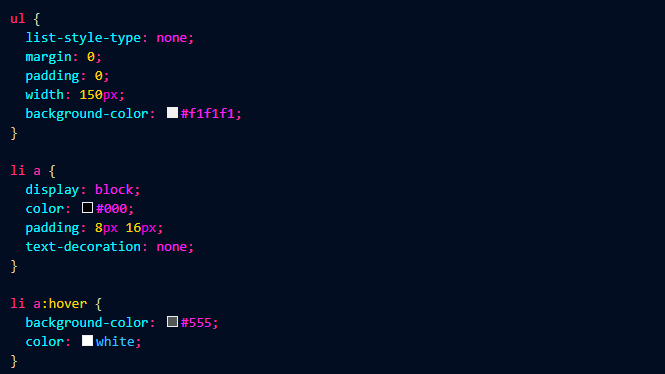 ul {
  list-style-type: none;
  margin: 0;
  padding: 0;
  width: 150px;
  background-color: #f1f1f1;
}

li a {
  display: block;
  color: #000;
  padding: 8px 16px;
  text-decoration: none;
}

li a:hover {
  background-color: #555;
  color: white;
}